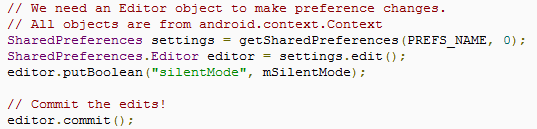 // We need an Editor object to make preference changes.
// All objects are from android.context.Context
SharedPreferences settings = getSharedPreferences(PREFS_NAME, 0);
SharedPreferences.Editor editor = settings.edit();
editor.putBoolean("silentMode", mSilentMode);

// Commit the edits!
editor.commit();